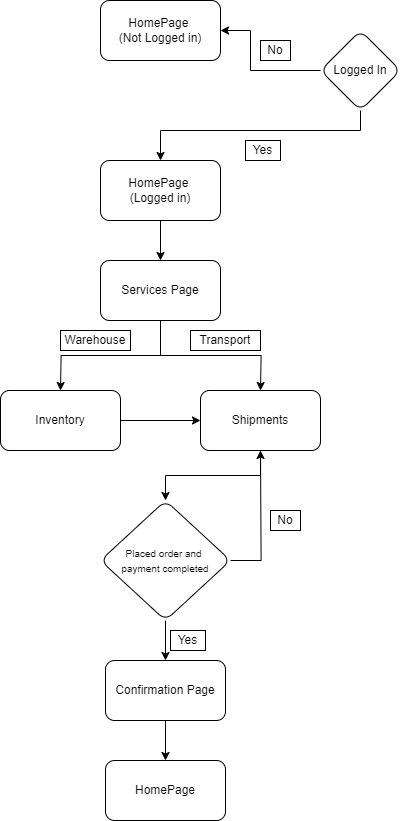 HomePage
(Not Logged in)
No
Logged In
Yes
HomePage
(Logged in)
Services Page
Warehouse
Transport
Inventory
Shipments
No
Placed order and
payment completed
Yes
Confirmation Page
HomePage